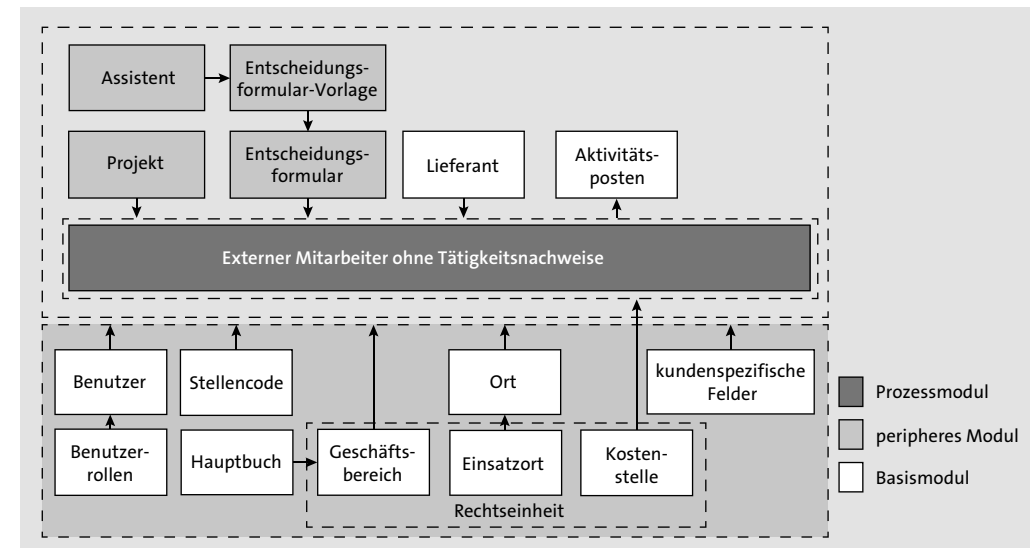 Assistent
Entscheidungs-
formular-Vorlage
Projekt
Entscheidungs-
formular
Lieferant
Aktivitäts-
posten
Externer Mitarbeiter ohne Tätigkeitsnachweise
Benutzer
Stellencode
Ort
kundenspezifische
Felder
Benutzer-
rollen
Hauptbuch
Geschäfts-
bereich
Einsatzort
Kosten-
stelle
Rechtseinheit
Prozessmodul
peripheres Modul
Basismodul